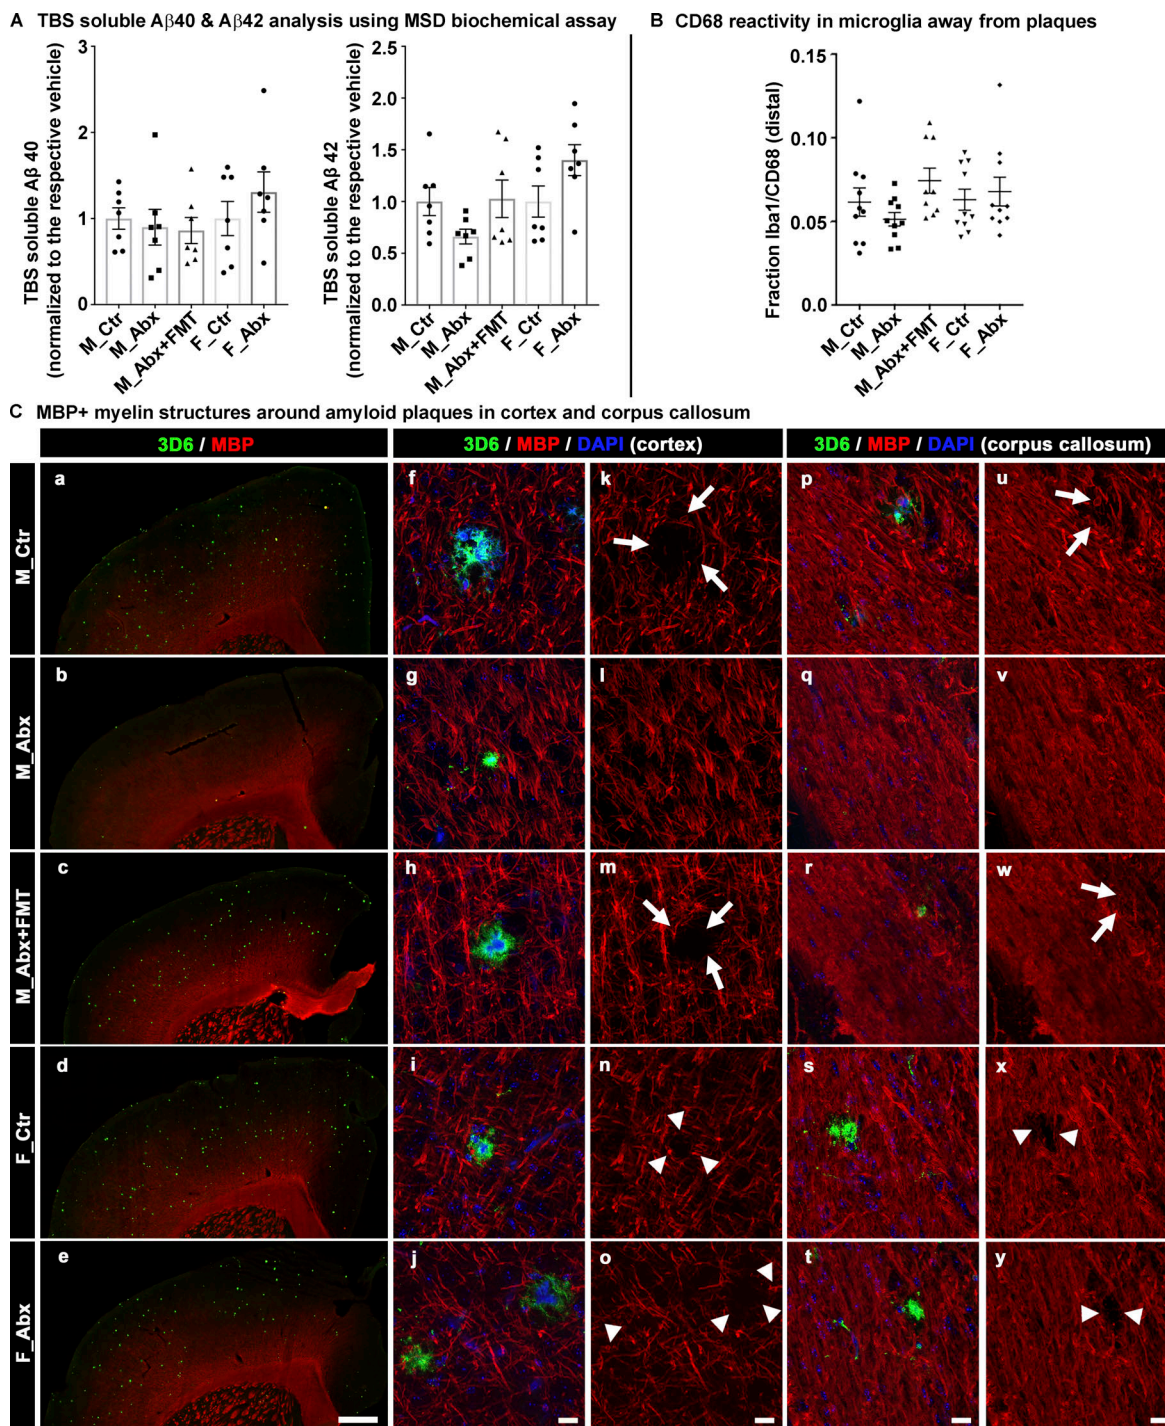 A TBS soluble Aβ40 & Aβ42 analysis using MSD biochemical assay
TBS soluble Aβ 40
(normalized to the respective vehicle)
3
2
1
0
M_Ctr
M_Abx
M_Abx+FMT
F_Ctr
F_Abx
TBS soluble Aβ 42
(normalized to the respective vehicle)
2.5
2.0
1.5
1.0
0.5
0.0
M_Ctr
M_Abx
M_Abx+FMT
F_Ctr
F_Abx
B CD68 reactivity in microglia away from plaques
Fraction Iba1/CD68 (distal)
0.15
0.10
0.05
0.0
M_Ctr
M_Abx
M_Abx+FMT
F_Ctr
F_Abx
C MBP+ myelin structures around amyloid plaques in cortex and corpus callosum
3D6 / MBP
3D6 / MBP / DAPI (cortex)
3D6 / MBP / DAPI (corpus callosum)
M_Ctr
a
f
k
p
u
M_Abx
b
g
l
q
v
M_Abx+FMT
c
h
m
r
w
F_Ctr
d
i
n
s
x
F_Abx
e
j
o
t
y